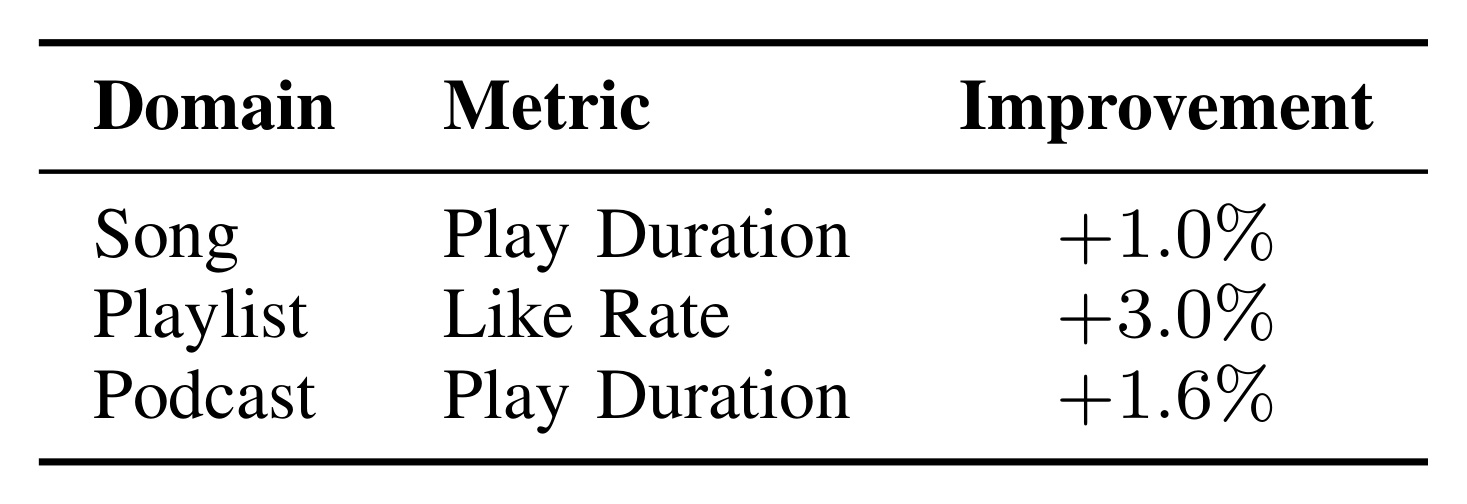 Domain Metric Improvement
Song Play Duration +1.0%
Playlist Like Rate +3.0%
Podcast Play Duration +1.6%